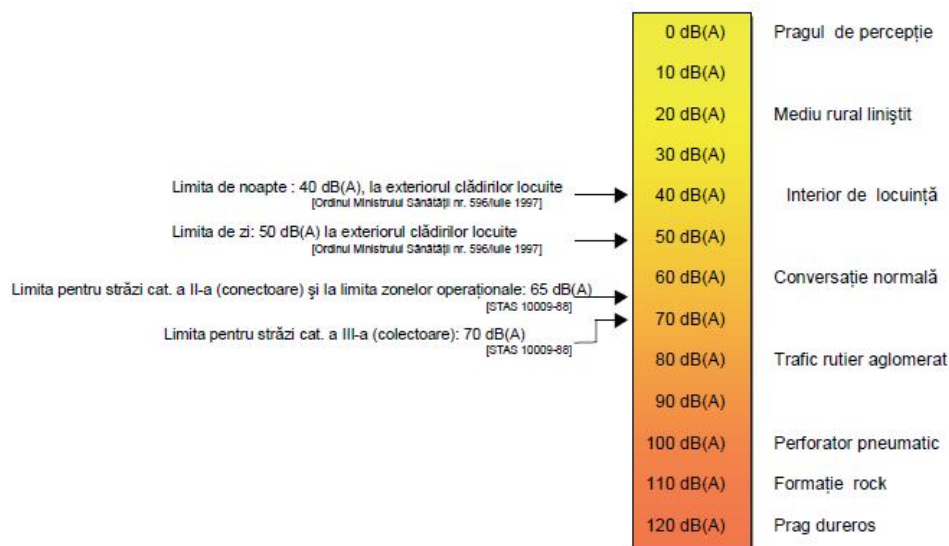 0 dB(A) Pragul de percepție
10 dB(A)
20 dB(A) Mediu rural liniştit
30 dB(A)
Limita de noapte : 40 dB(A), la exteriorul clădirilor locuite
[Ordinul Ministrului Sănătății nr. 596/iulie 1997]
40 dB(A) Interior de locuință
Limita de zi: 50 dB(A) la exteriorul clădirilor locuite
[Ordinul Ministrului Sănătății nr. 596/iulie 1997]
50 dB(A)
60 dB(A) Conversație normală
Limita pentru străzi cat. a II-a (conectoare) şi la limita zonelor operaționale: 65 dB(A)
[STAS 10009-88]
70 dB(A)
Limita pentru străzi cat. a III-a (colectoare): 70 dB(A)
[STAS 10009-88]
80 dB(A) Trafic rutier aglomerat
90 dB(A)
100 dB(A) Perforator pneumatic
110 dB(A) Formație rock
120 dB(A) Prag dureros